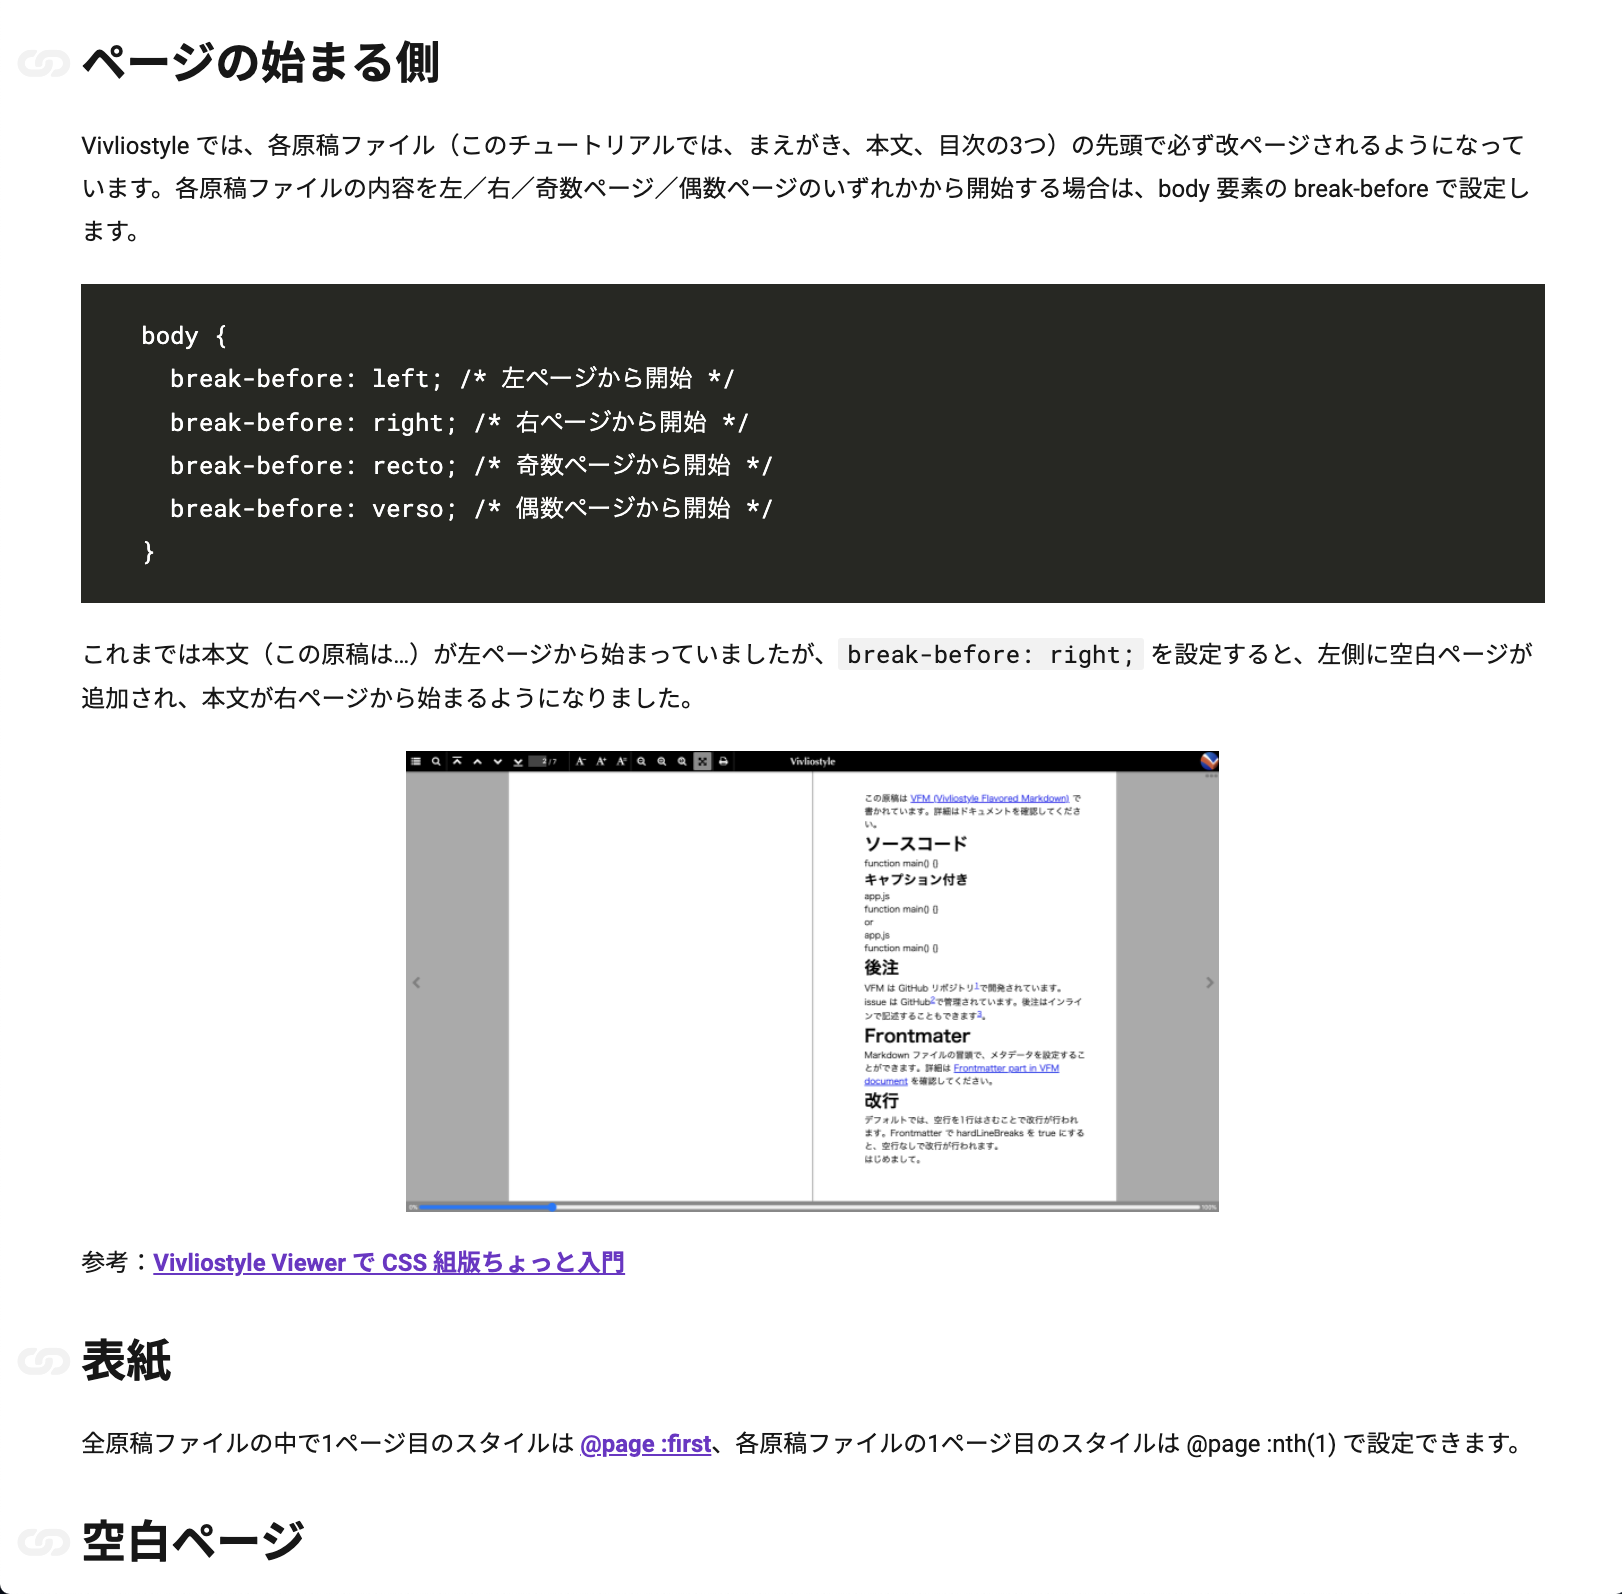 ページの始まる側
Vivliostyle では、各原稿ファイル（このチュートリアルでは、まえがき、本文、目次の3つ）の先頭で必ず改ページされるようになって
います。各原稿ファイルの内容を左／右／奇数ページ／偶数ページのいずれかから開始する場合は、body 要素の break-before で設定し
ます。
body {
  break-before: left; /* 左ページから開始 */
  break-before: right; /* 右ページから開始 */
  break-before: recto; /* 奇数ページから開始 */
  break-before: verso; /* 偶数ページから開始 */
}
これまでは本文（この原稿は…）が左ページから始まっていましたが、break-before: right; を設定すると、左側に空白ページが
追加され、本文が右ページから始まるようになりました。
2/7 A- A+ A= Vivliostyle
この原稿は VFM (Vivliostyle Flavored Markdown) で
書かれています。詳細はドキュメントを確認してくださ
い。
ソースコード
function main() {}
キャプション付き
app.js
function main() {}
or
app.js
function main() {}
後注
VFM は GitHub リポジトリ1で開発されています。
issue は GitHub2で管理されています。後注はインライ
ンで記述することもできます3。
Frontmater
Markdown ファイルの冒頭で、メタデータを設定するこ
とができます。詳細は Frontmatter part in VFM
document を確認してください。
改行
デフォルトでは、空行を1行はさむことで改行が行われ
ます。Frontmatter で hardLineBreaks を true にする
と、空行なしで改行が行われます。
はじめまして。
0% 100%
参考：Vivliostyle Viewer で CSS 組版ちょっと入門
表紙
全原稿ファイルの中で1ページ目のスタイルは @page :first、各原稿ファイルの1ページ目のスタイルは @page :nth(1) で設定できます。
空白ページ